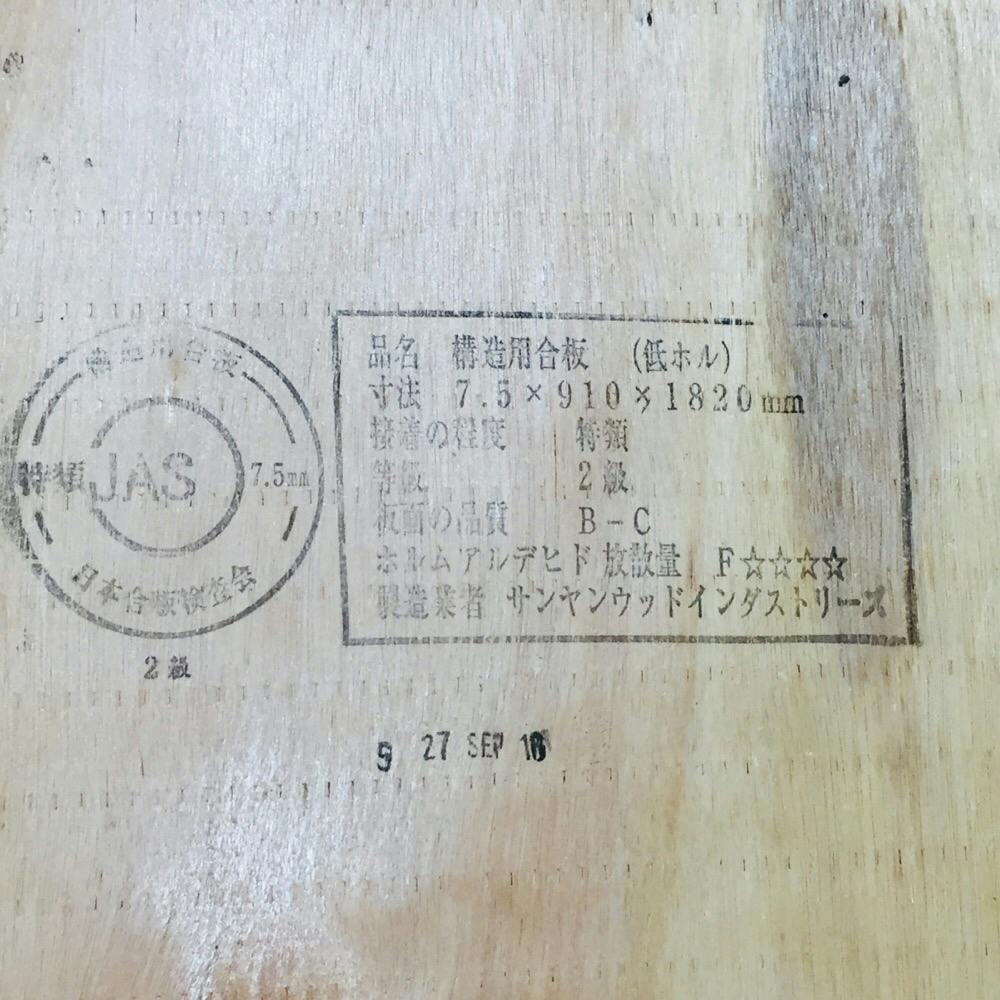 構造用合板
特類 JAS 7.5mm
日本合板検査会
2級
品名 構造用合板 (低ホル)
寸法 7.5×910×1820mm
接着の程度 特類
等級 2級
板面の品質 B-C
ホルムアルデヒド放散量 F☆☆☆☆
製造業者 サンヤンウッドインダストリーズ
9 27 SEP 16